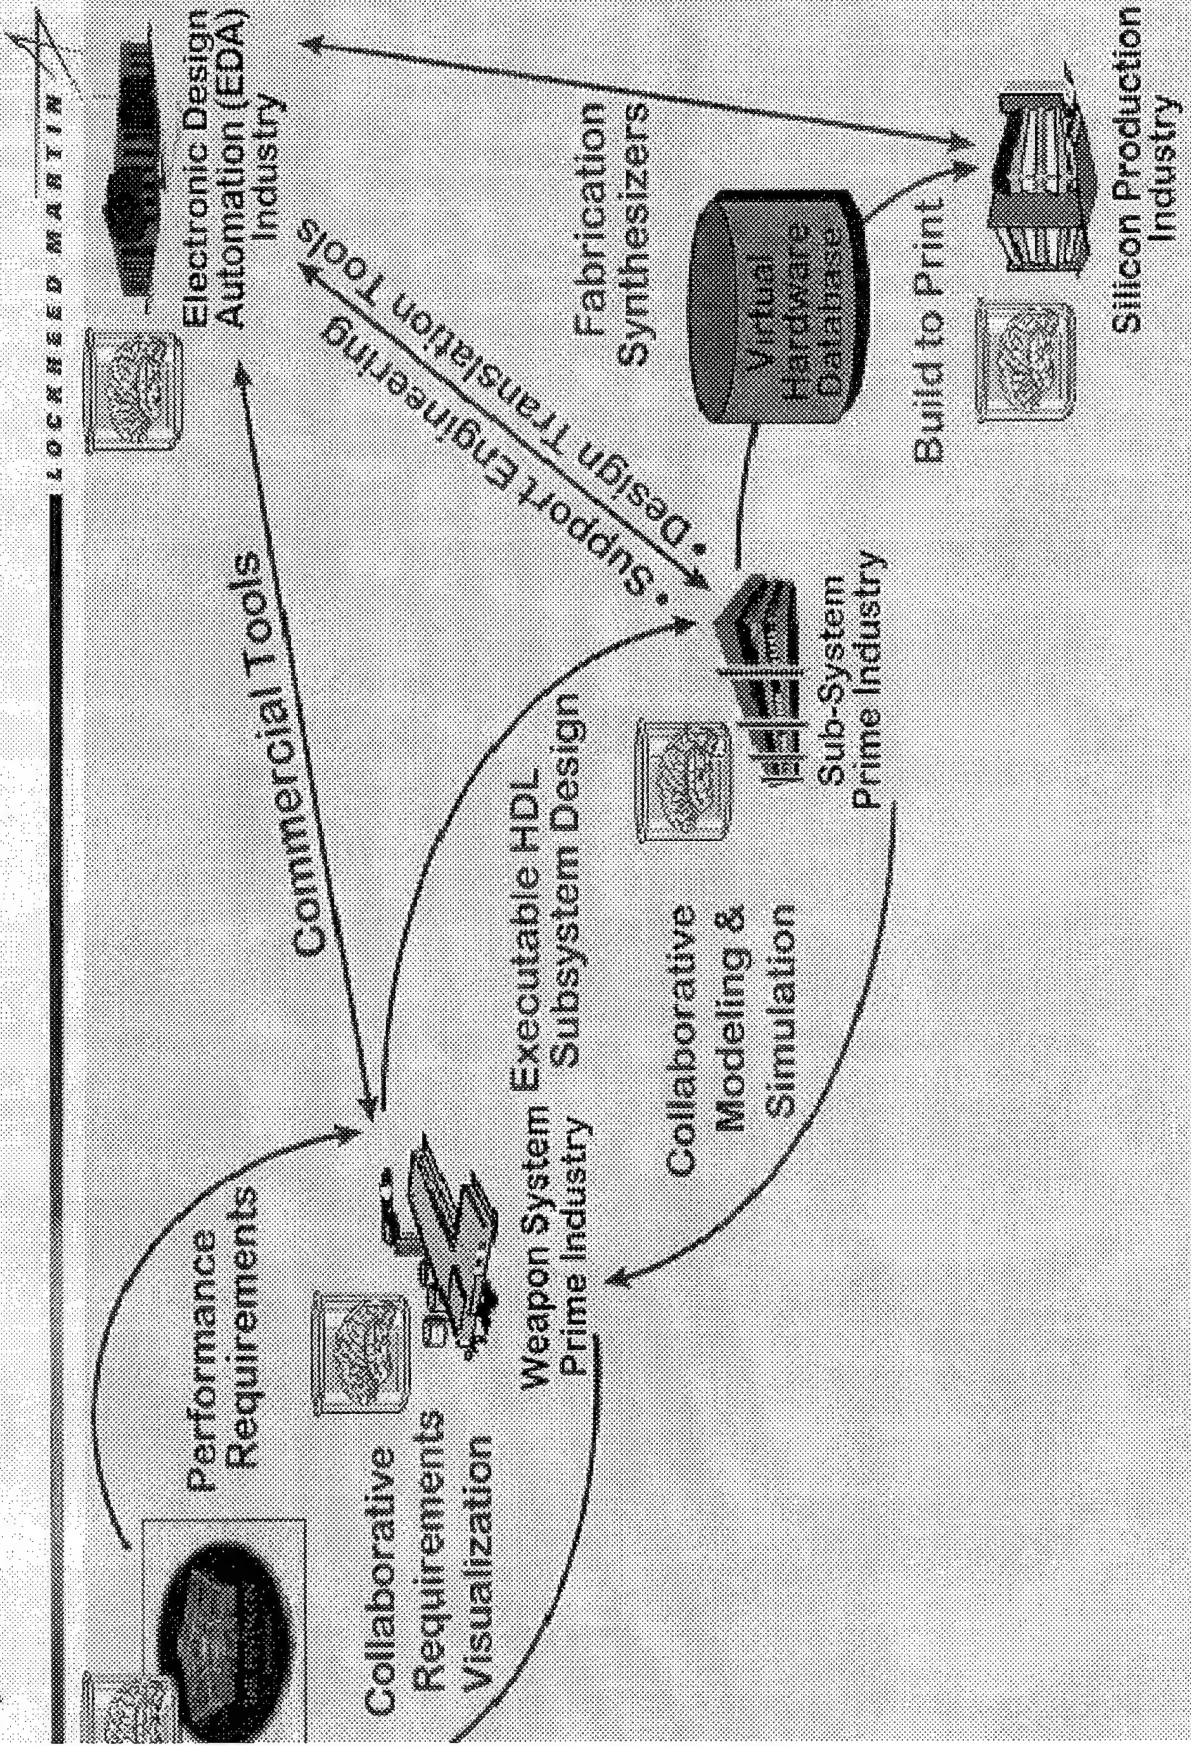 LOCKHEED MARTIN
Performance
Requirements
Commercial Tools
Electronic Design
Automation (EDA)
Industry
Collaborative
Requirements
Visualization
Weapon System
Prime Industry
Executable HDL
Subsystem Design
• Support Engineering
• Design Translation Tools
Fabrication
Synthesizers
Collaborative
Modeling &
Simulation
Sub-System
Prime Industry
Virtual
Hardware
Database
Build to Print
Silicon Production
Industry